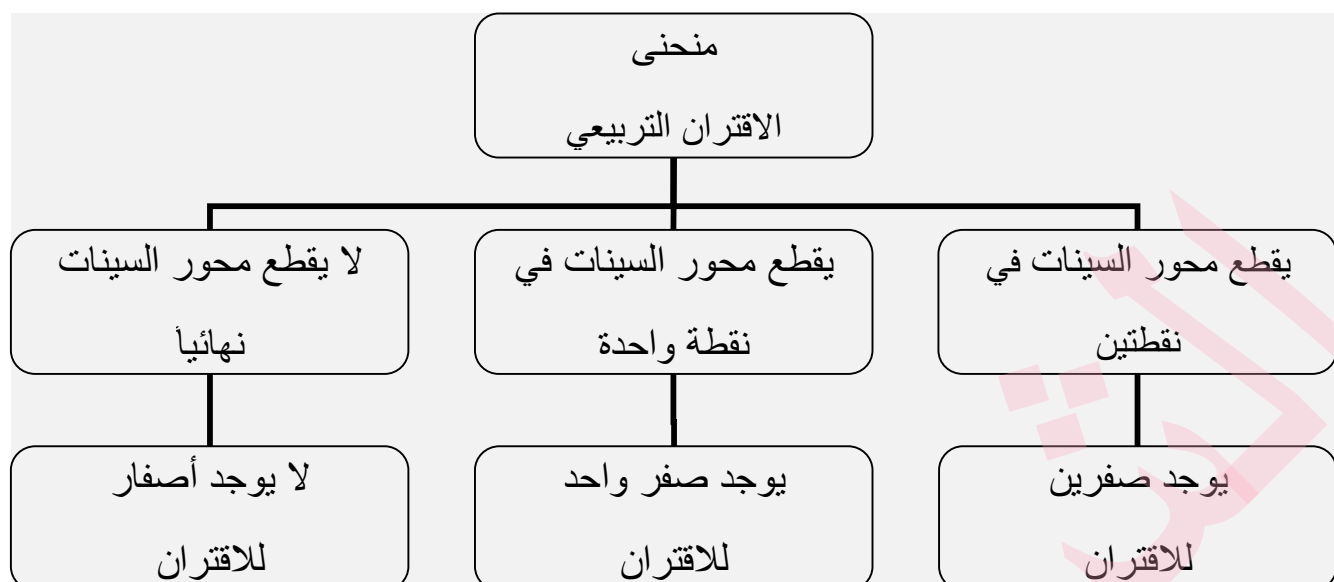 منحنى
الاقتران التربيعي
يقطع محور السينات في
نقطتين
يقطع محور السينات في
نقطة واحدة
لا يقطع محور السينات
نهائياً
يوجد صفرين
للاقتران
يوجد صفر واحد
للاقتران
لا يوجد أصفار
للاقتران